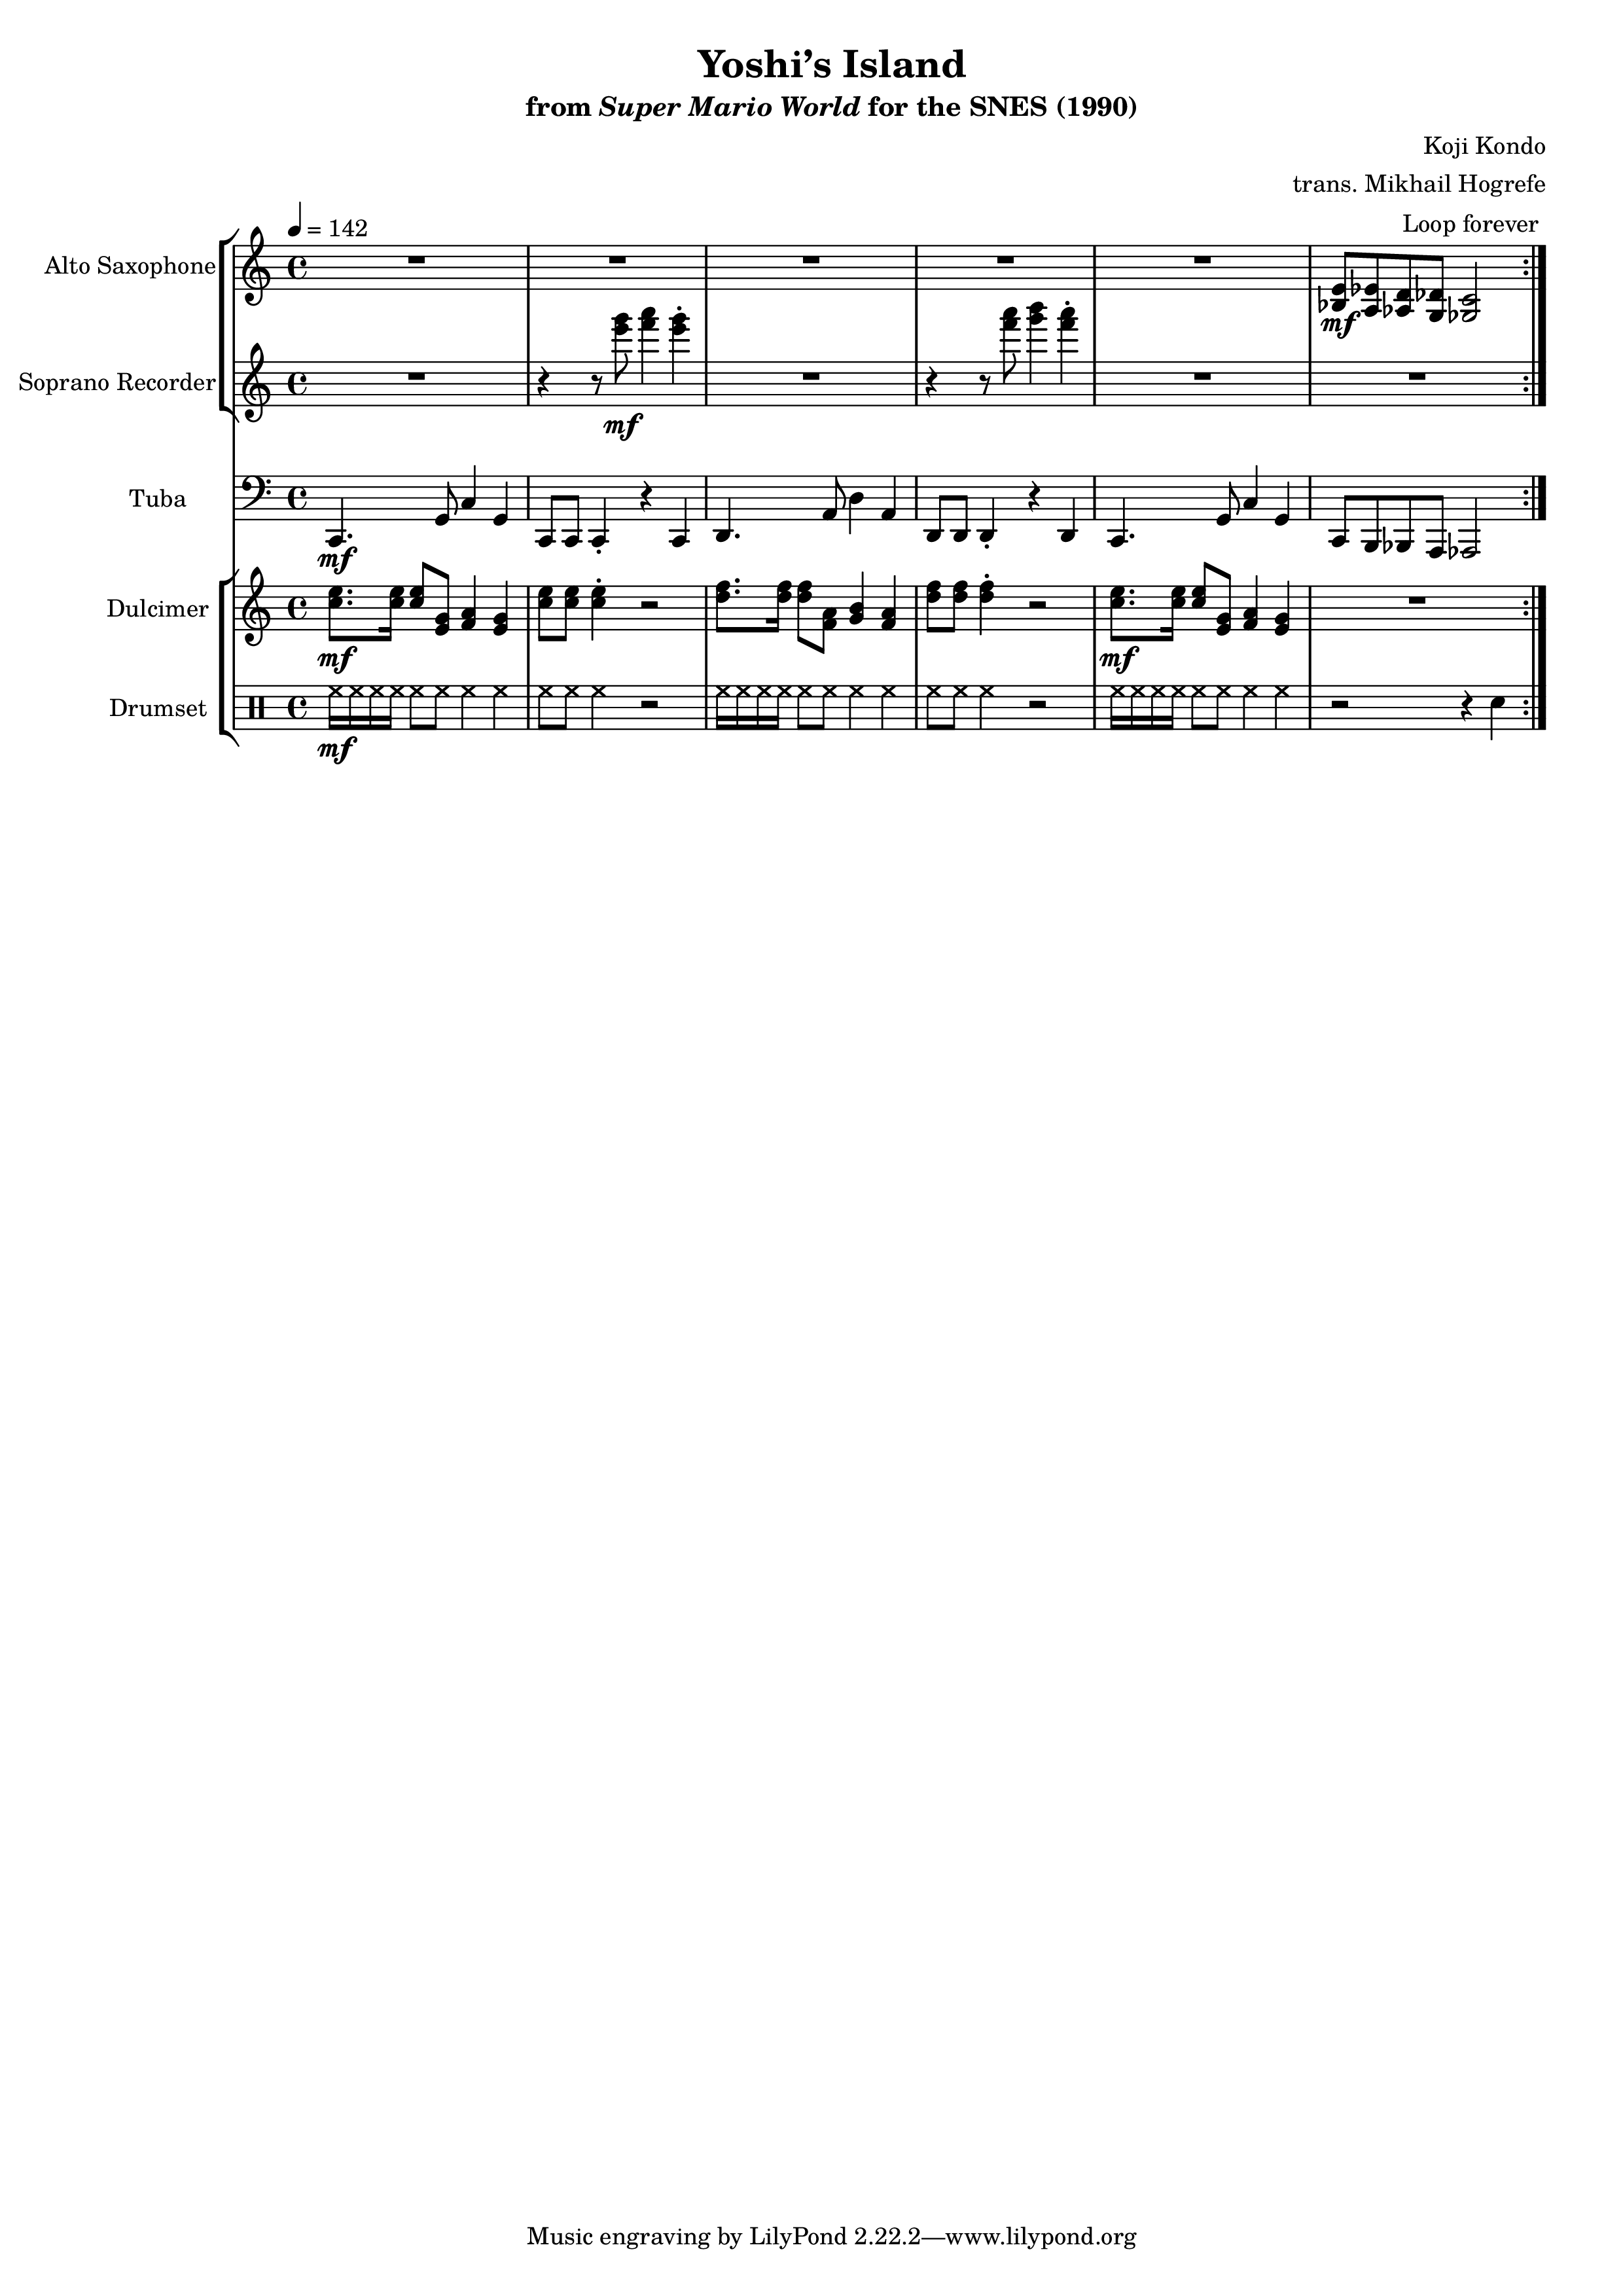 Yoshi’s Island
from Super Mario World for the SNES (1990)
Koji Kondo
trans. Mikhail Hogrefe
= 142
Loop forever
Alto Saxophone
mf
Soprano Recorder
mf
Tuba
mf
Dulcimer
mf
mf
Drumset
mf
Music engraving by LilyPond 2.22.2—www.lilypond.org